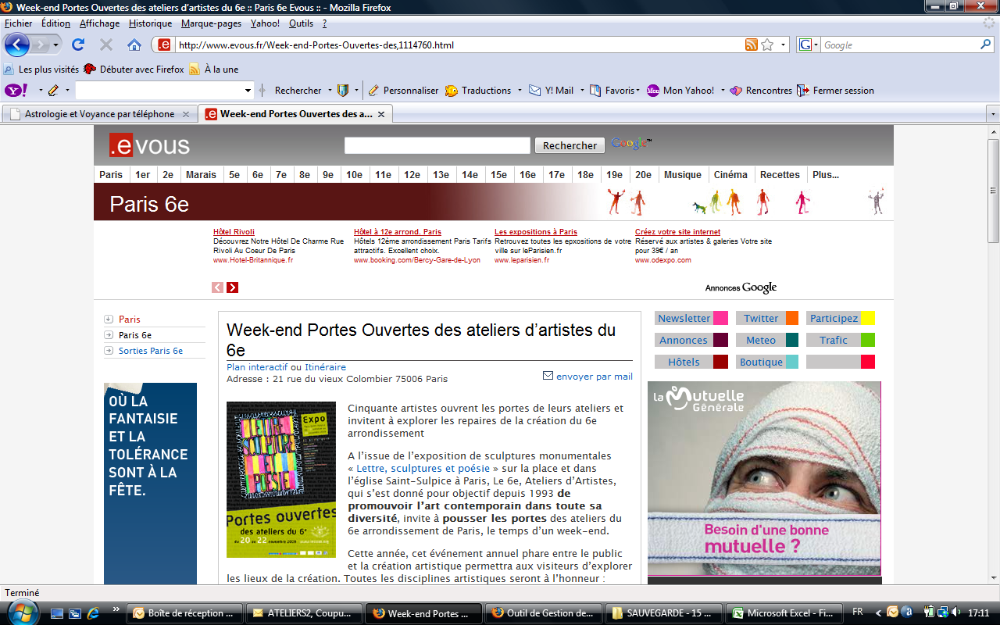 Week-end Portes Ouvertes des ateliers d'artistes du 6e :: Paris 6e Evous :: - Mozilla Firefox
Fichier Édition Affichage Historique Marque-pages Yahoo! Outils ?
.e http://www.evous.fr/Week-end-Portes-Ouvertes-des,1114760.html G Google
Les plus visités Débuter avec Firefox À la une
Y! Rechercher Personnaliser Traductions Y! Mail Favoris Mon Yahoo! Rencontres Fermer session
Astrologie et Voyance par téléphone .e Week-end Portes Ouvertes des a...
.e vous Rechercher Google™
Paris 1er 2e Marais 5e 6e 7e 8e 9e 10e 11e 12e 13e 14e 15e 16e 17e 18e 19e 20e Musique Cinéma Recettes Plus...
Paris 6e
Hôtel Rivoli
Découvrez Notre Hôtel De Charme Rue
Rivoli Au Coeur De Paris
www.Hotel-Britannique.fr
Hôtel à 12e arrond. Paris
Hôtels 12ème arrondissement Paris Tarifs
attractifs. Excellent choix.
www.booking.com/Bercy-Gare-de-Lyon
Les expositions à Paris
Retrouvez toutes les epxositions de votre
ville sur leParisien.fr
www.leparisien.fr
Créez votre site internet
Réservé aux artistes & galeries Votre site
pour 39€ / an
www.odexpo.com
Annonces Google
Paris
Paris 6e
Sorties Paris 6e
OÙ LA
FANTAISIE
ET LA
TOLÉRANCE
SONT À LA
FÊTE.
Week-end Portes Ouvertes des ateliers d'artistes du
6e
Plan interactif ou Itinéraire
Adresse : 21 rue du vieux Colombier 75006 Paris
envoyer par mail
LETTRE
SCULPTURE
ET
POÉSIE
Expo
Portes ouvertes
des ateliers du 6e
du 20 au 22 novembre 2009
Cinquante artistes ouvrent les portes de leurs ateliers et
invitent à explorer les repaires de la création du 6e
arrondissement
A l'issue de l'exposition de sculptures monumentales
« Lettre, sculptures et poésie » sur la place et dans
l'église Saint-Sulpice à Paris, Le 6e, Ateliers d'Artistes,
qui s'est donné pour objectif depuis 1993 de
promouvoir l'art contemporain dans toute sa
diversité, invite à pousser les portes des ateliers du
6e arrondissement de Paris, le temps d'un week-end.
Cette année, cet événement annuel phare entre le public
et la création artistique permettra aux visiteurs d'explorer
les lieux de la création. Toutes les disciplines artistiques seront à l'honneur :
Newsletter Twitter Participez
Annonces Meteo Trafic
Hôtels Boutique
la Mutuelle
Générale
Besoin d'une bonne
mutuelle ?
Terminé
Boîte de réception ... ATELIERS2, Coupu... Week-end Portes ... Outil de Gestion de... SAUVEGARDE - 15 ... Microsoft Excel - Fi... FR 17:11